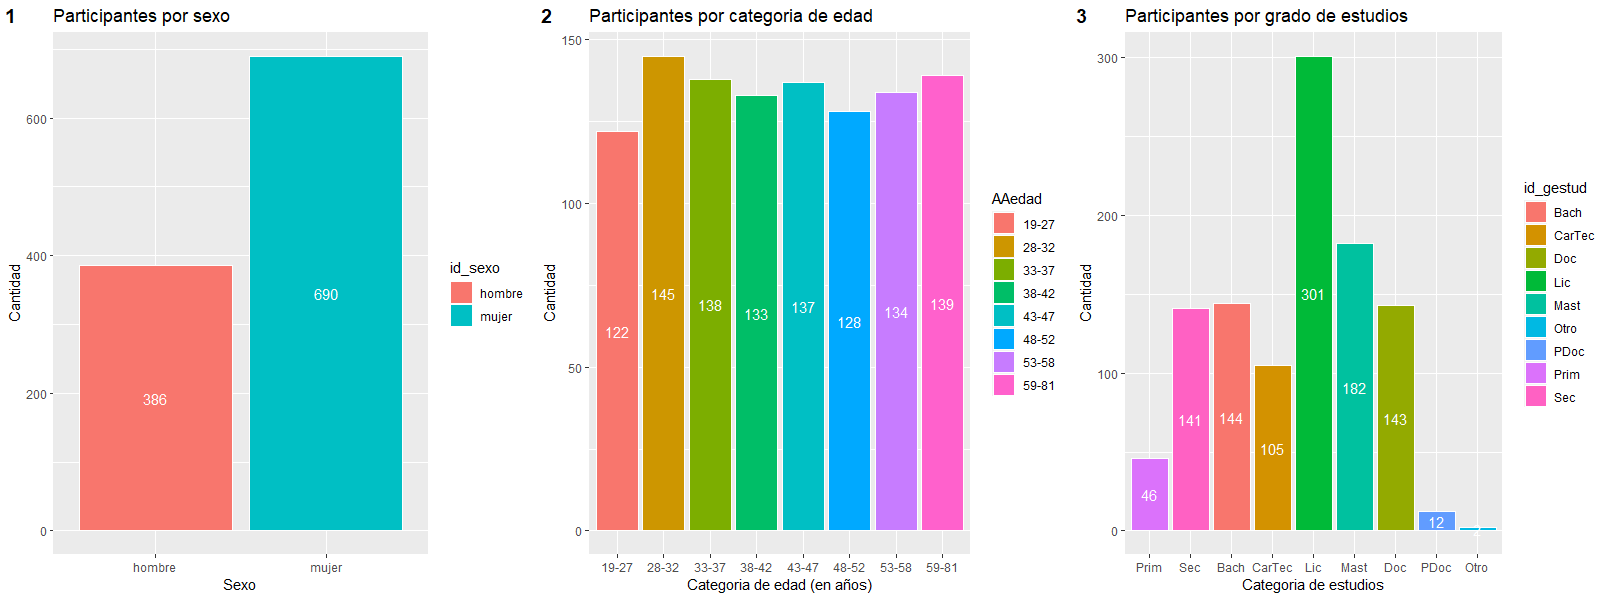 1 Participantes por sexo
Cantidad
600
400
200
0
386
690
hombre mujer
Sexo
id_sexo
hombre
mujer
2 Participantes por categoria de edad
Cantidad
150
100
50
0
122 145 138 133 137 128 134 139
19-27 28-32 33-37 38-42 43-47 48-52 53-58 59-81
Categoria de edad (en años)
AAedad
19-27
28-32
33-37
38-42
43-47
48-52
53-58
59-81
3 Participantes por grado de estudios
Cantidad
300
200
100
0
46 141 144 105 301 182 143 12 2
Prim Sec Bach CarTec Lic Mast Doc PDoc Otro
Categoria de estudios
id_gestud
Bach
CarTec
Doc
Lic
Mast
Otro
PDoc
Prim
Sec